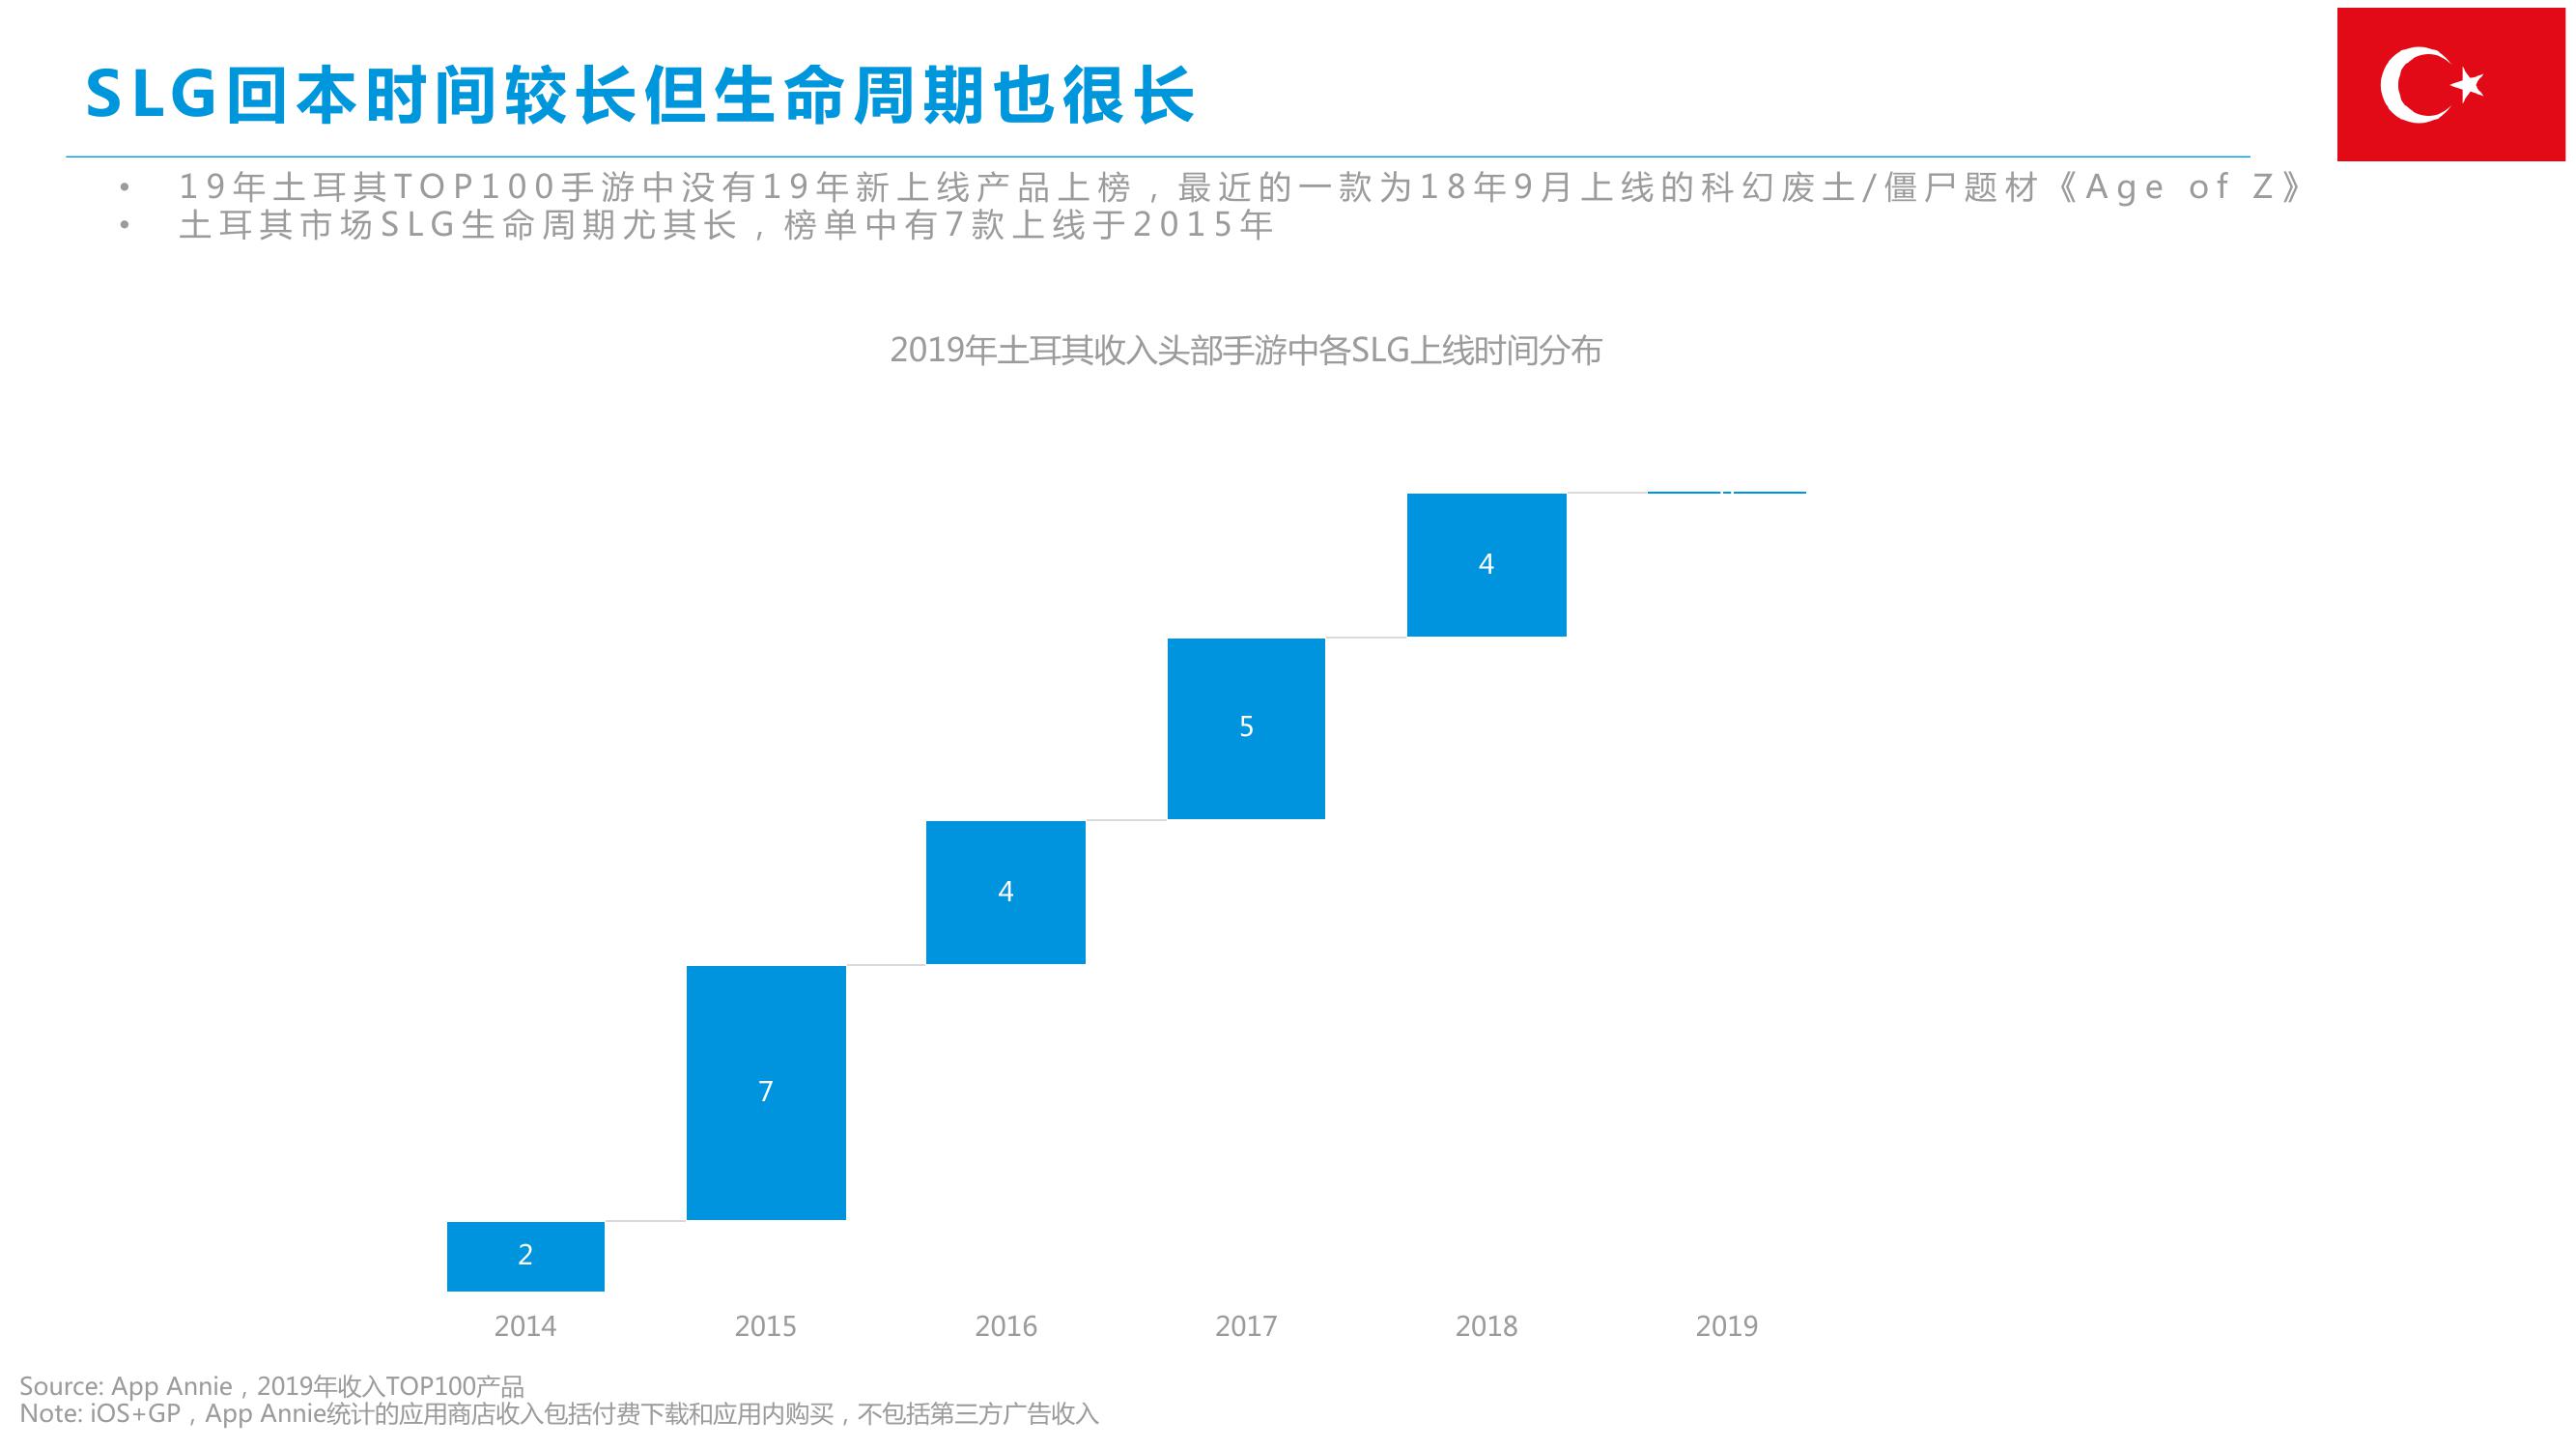 SLG回本时间较长但生命周期也很长
• 19年土耳其TOP100手游中没有19年新上线产品上榜，最近的一款为18年9月上线的科幻废土/僵尸题材《Age of Z》
• 土耳其市场SLG生命周期尤其长，榜单中有7款上线于2015年
2019年土耳其收入头部手游中各SLG上线时间分布
4
5
4
7
2
2014 2015 2016 2017 2018 2019
Source: App Annie，2019年收入TOP100产品
Note: iOS+GP，App Annie统计的应用商店收入包括付费下载和应用内购买，不包括第三方广告收入